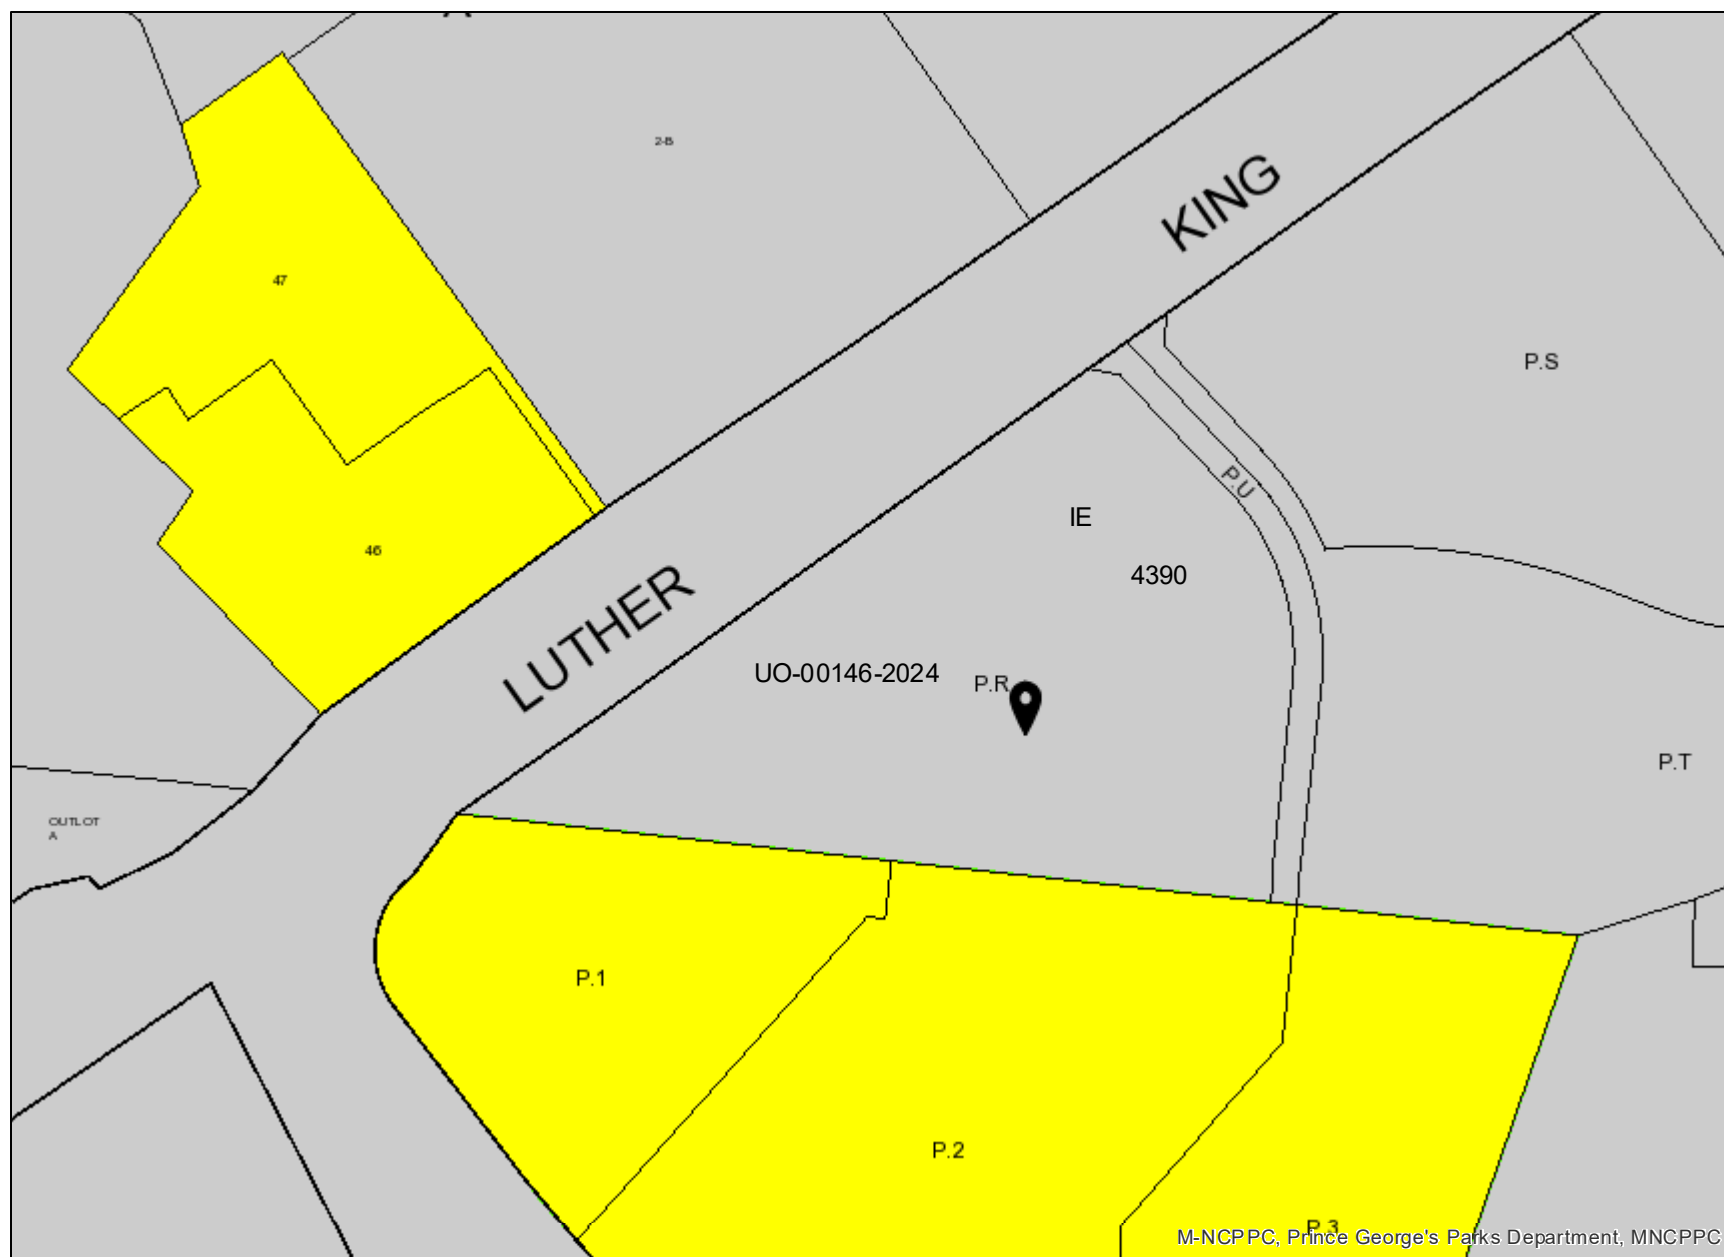 2-B
KING
47
P.S
P.U
IE
46
4390
LUTHER
UO-00146-2024
P.R
P.T
OUTLOT
A
P.1
P.2
P.3
M-NCPPC, Prince George's Parks Department, MNCPPC